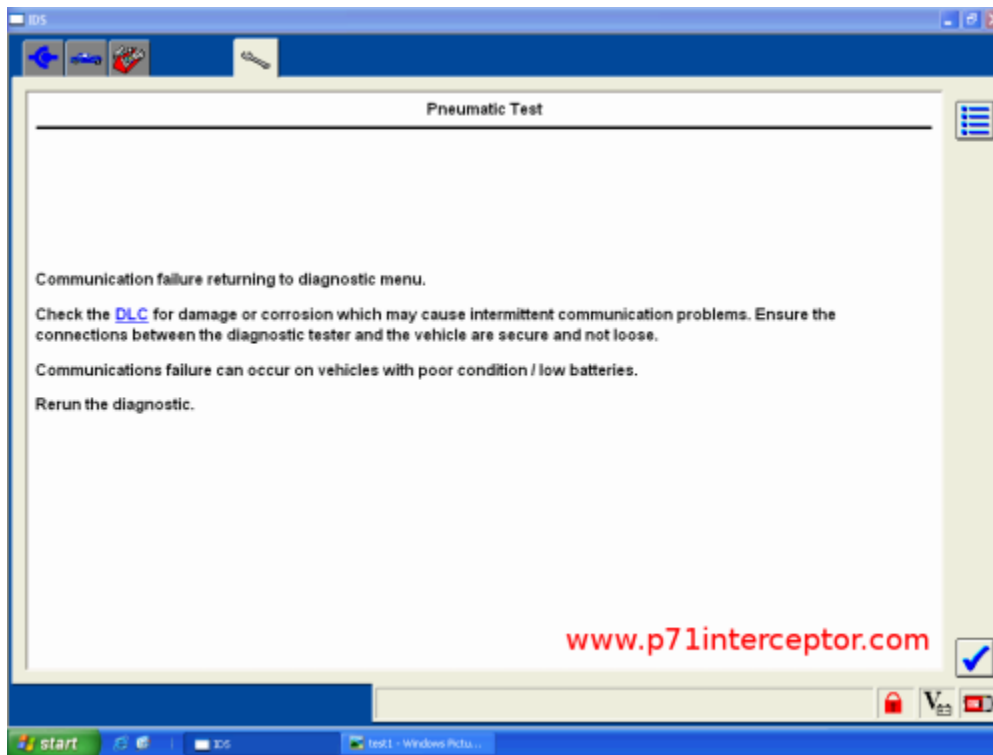 IDS
Pneumatic Test
Communication failure returning to diagnostic menu.
Check the DLC for damage or corrosion which may cause intermittent communication problems. Ensure the
connections between the diagnostic tester and the vehicle are secure and not loose.
Communications failure can occur on vehicles with poor condition / low batteries.
Rerun the diagnostic.
www.p71interceptor.com
V
start
IDS
test1 - Windows Pictu...